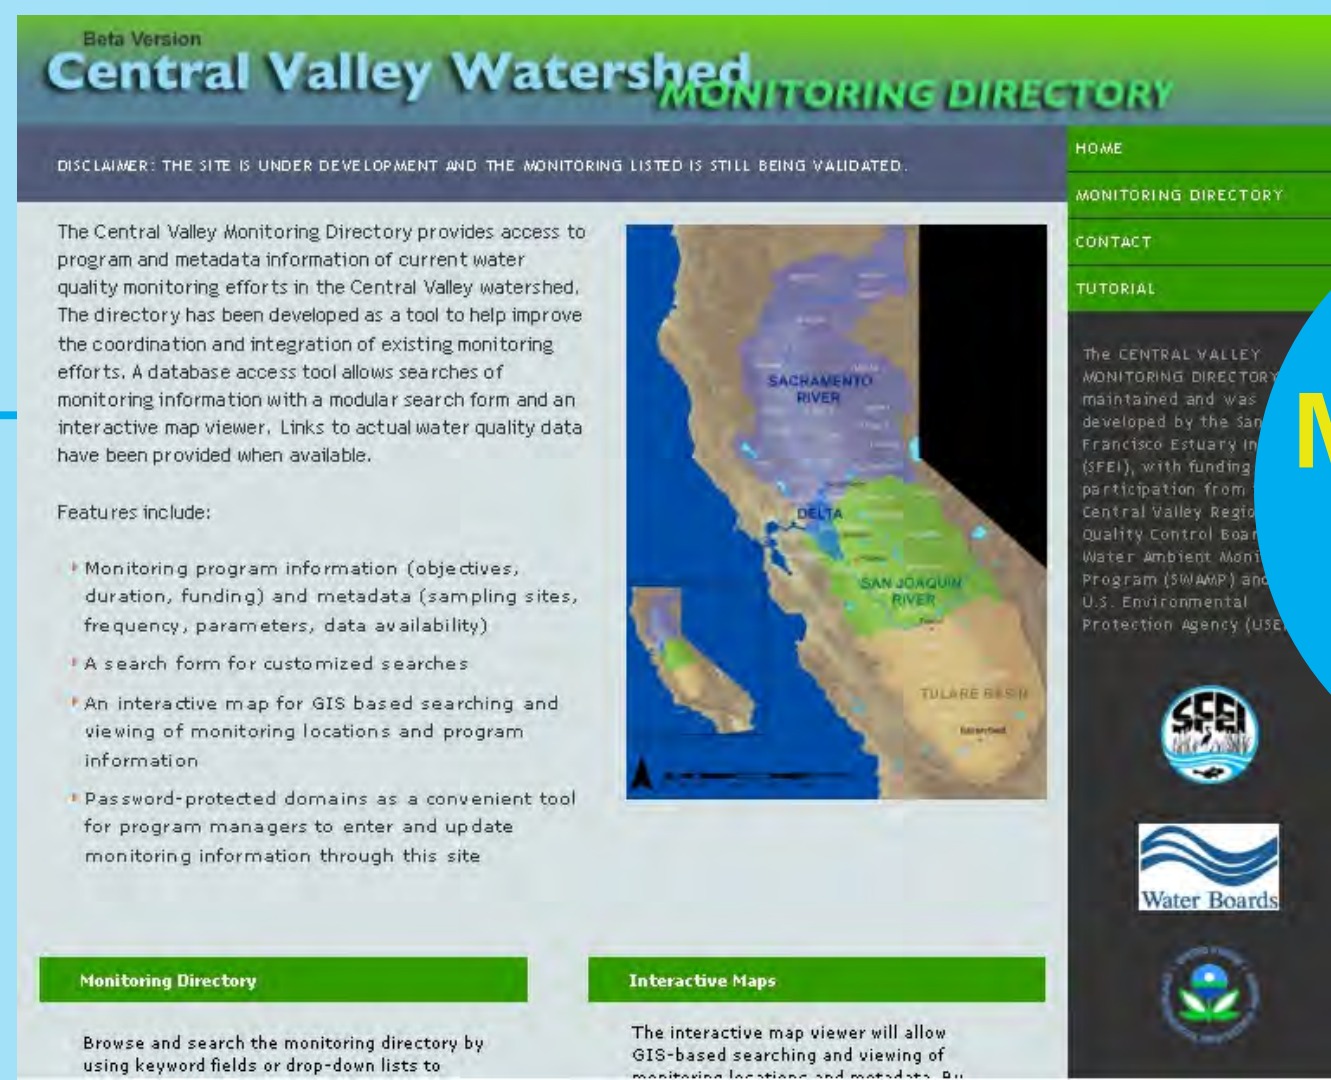 Beta Version
Central Valley Watershed
MONITORING DIRECTORY
DISCLAIMER: THE SITE IS UNDER DEVELOPMENT AND THE MONITORING LISTED IS STILL BEING VALIDATED.
HOME
MONITORING DIRECTORY
CONTACT
TUTORIAL
The Central Valley Monitoring Directory provides access to
program and metadata information of current water
quality monitoring efforts in the Central Valley watershed.
The directory has been developed as a tool to help improve
the coordination and integration of existing monitoring
efforts. A database access tool allows searches of
monitoring information with a modular search form and an
interactive map viewer. Links to actual water quality data
have been provided when available.
Features include:
Monitoring program information (objectives,
duration, funding) and metadata (sampling sites,
frequency, parameters, data availability)
A search form for customized searches
An interactive map for GIS based searching and
viewing of monitoring locations and program
information
Password-protected domains as a convenient tool
for program managers to enter and update
monitoring information through this site
SACRAMENTO
RIVER
DELTA
SAN JOAQUIN
RIVER
TULARE BASIN
The CENTRAL VALLEY
MONITORING DIRECTORY
maintained and was
developed by the San
Francisco Estuary In
(SFEI), with funding
participation from
Central Valley Regio
Quality Control Boar
Water Ambient Moni
Program (SWAMP) and
U.S. Environmental
Protection Agency (USE
M
SFEI
Water Boards
Monitoring Directory
Browse and search the monitoring directory by
using keyword fields or drop-down lists to
Interactive Maps
The interactive map viewer will allow
GIS-based searching and viewing of
monitoring locations and metadata. By